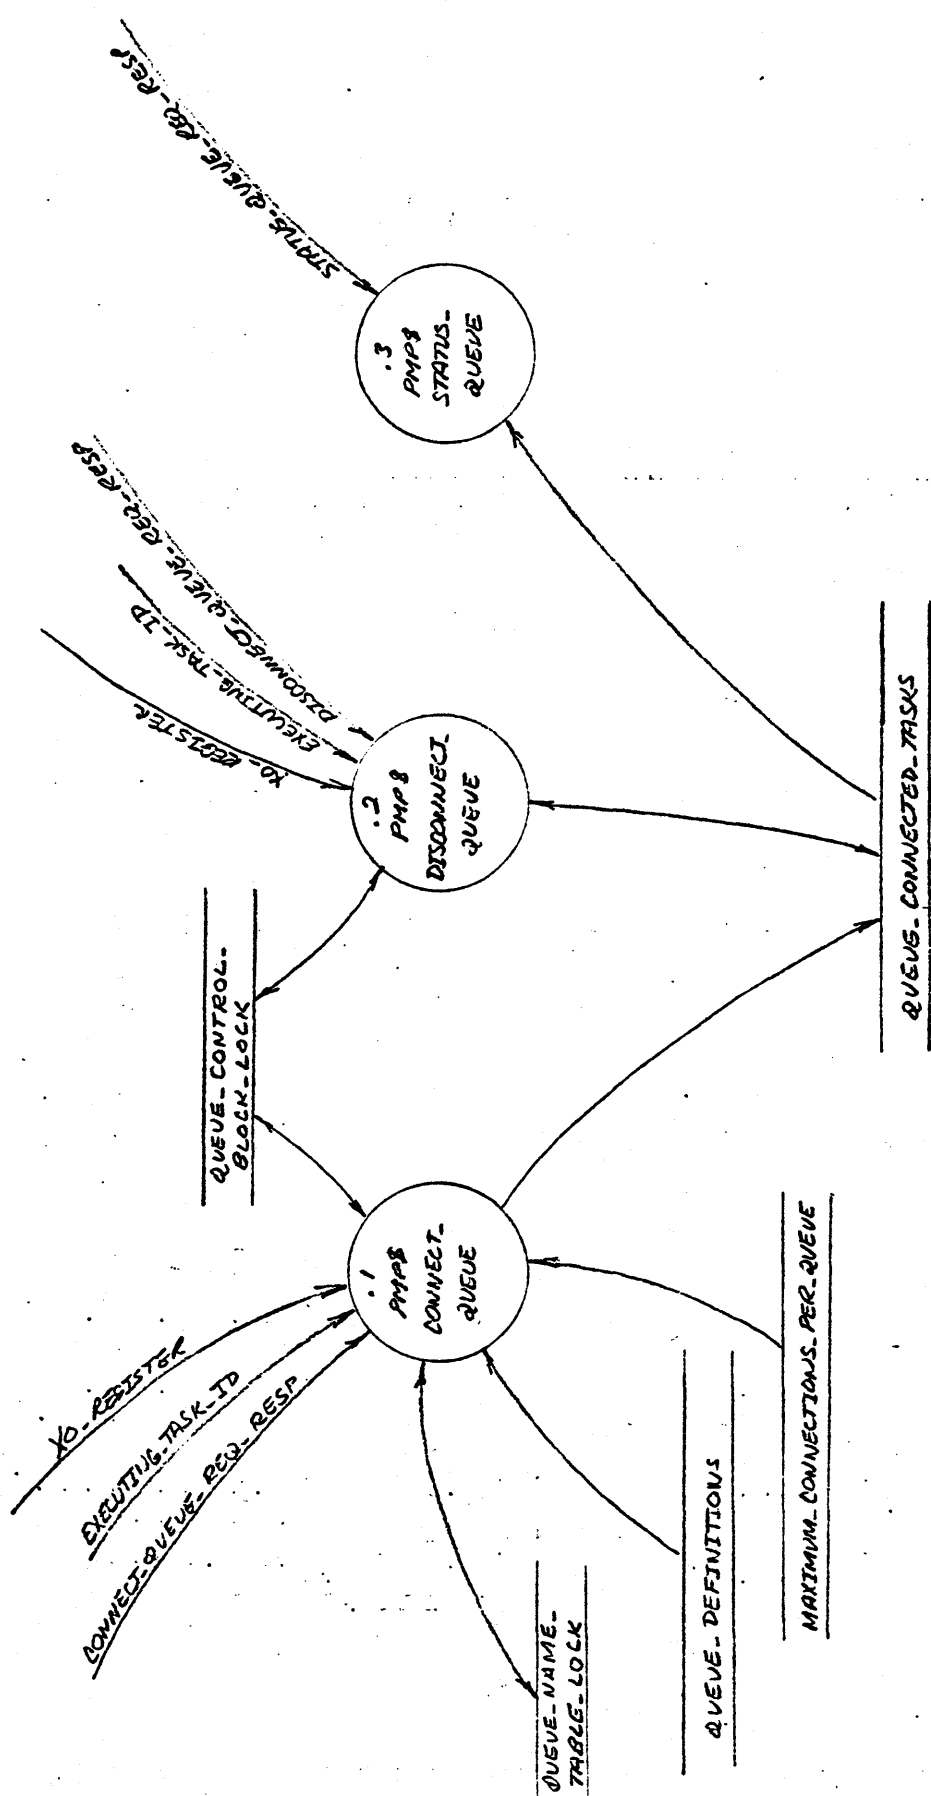 XO_REGISTER
EXECUTING_TASK_ID
CONNECT_QUEUE_REQ_RESP
.1
PMP$
CONNECT_
QUEUE
QUEUE_NAME_
TABLE_LOCK
QUEUE_DEFINITIONS
MAXIMUM_CONNECTIONS_PER_QUEUE
QUEUE_CONTROL_
BLOCK_LOCK
XO_REGISTER
EXECUTING_TASK_ID
DISCONNECT_QUEUE_REQ_RESP
.2
PMP$
DISCONNECT_
QUEUE
QUEUE_CONNECTED_TASKS
STATUS_QUEUE_REQ_RESP
.3
PMP$
STATUS_
QUEUE